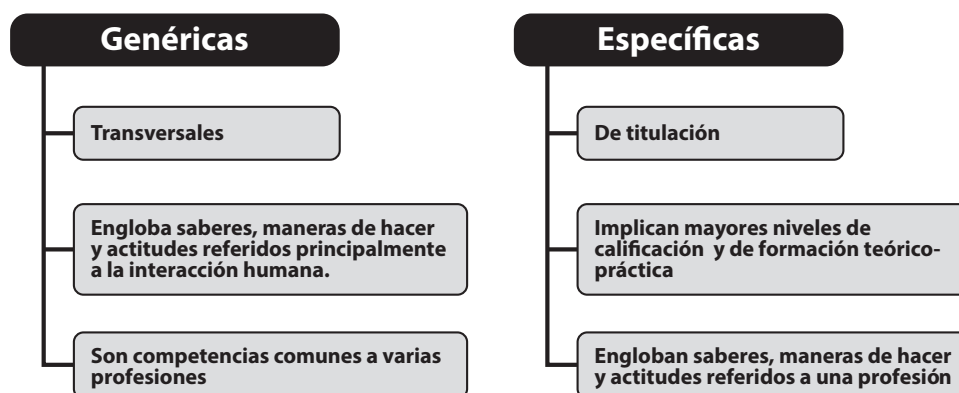 Genéricas
Transversales
Engloba saberes, maneras de hacer
y actitudes referidos principalmente
a la interacción humana.
Son competencias comunes a varias
profesiones
Específicas
De titulación
Implican mayores niveles de
calificación y de formación teórico-
práctica
Engloban saberes, maneras de hacer
y actitudes referidos a una profesión